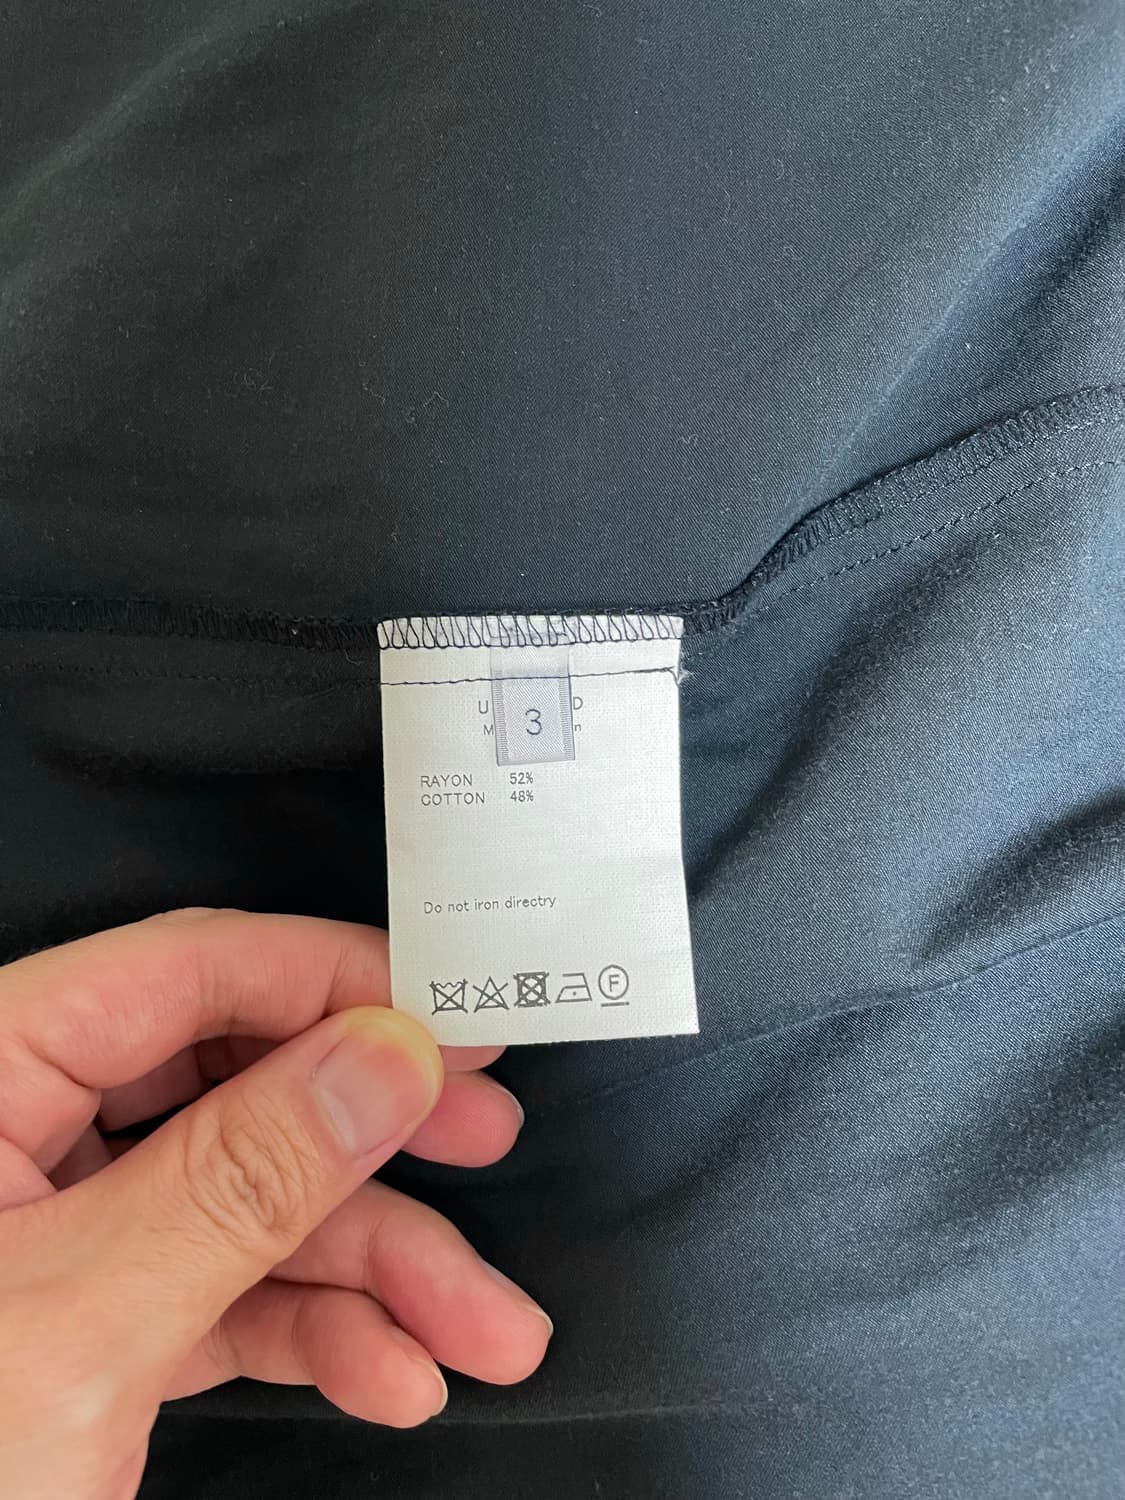 3
RAYON 52%
COTTON 48%
Do not iron directry
F